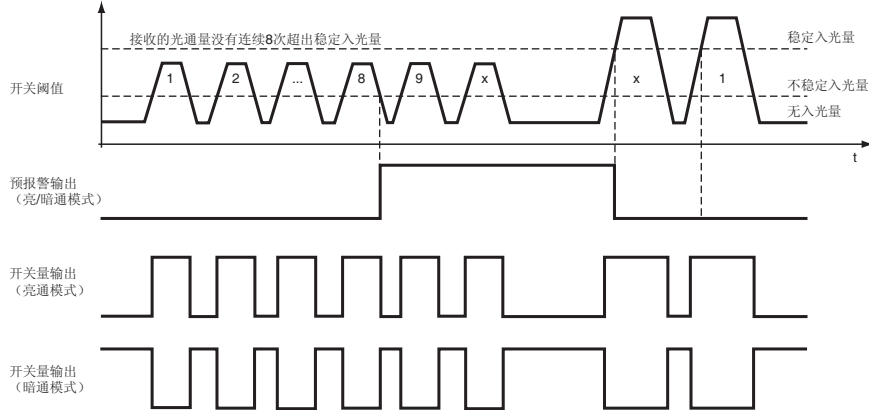 接收的光通量没有连续8次超出稳定入光量
稳定入光量
开关阈值
1
2
...
8
9
x
x
1
不稳定入光量
无入光量
t
预报警输出
（亮/暗通模式）
开关量输出
（亮通模式）
开关量输出
（暗通模式）